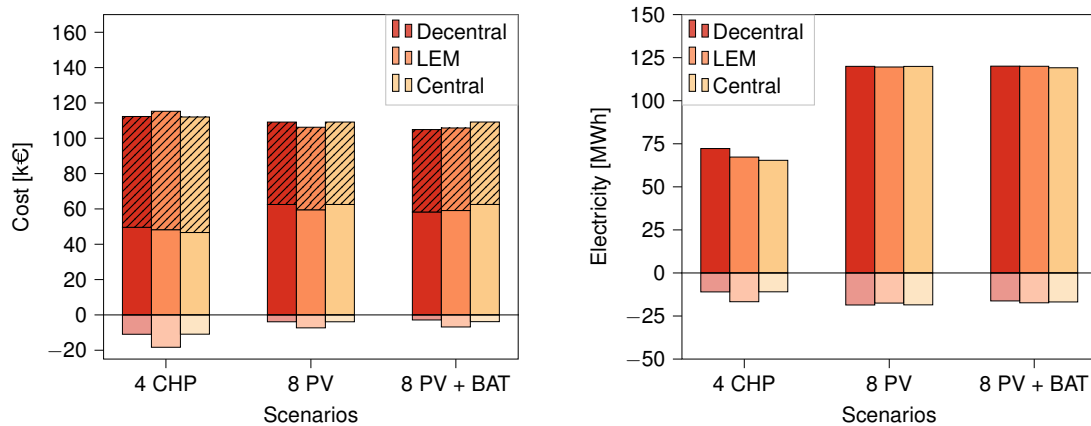 Cost [k€]
160
140
120
100
80
60
40
20
0
−20
Decentral
LEM
Central
4 CHP
8 PV
8 PV + BAT
Scenarios
Electricity [MWh]
150
125
100
75
50
25
0
−25
−50
Decentral
LEM
Central
4 CHP
8 PV
8 PV + BAT
Scenarios